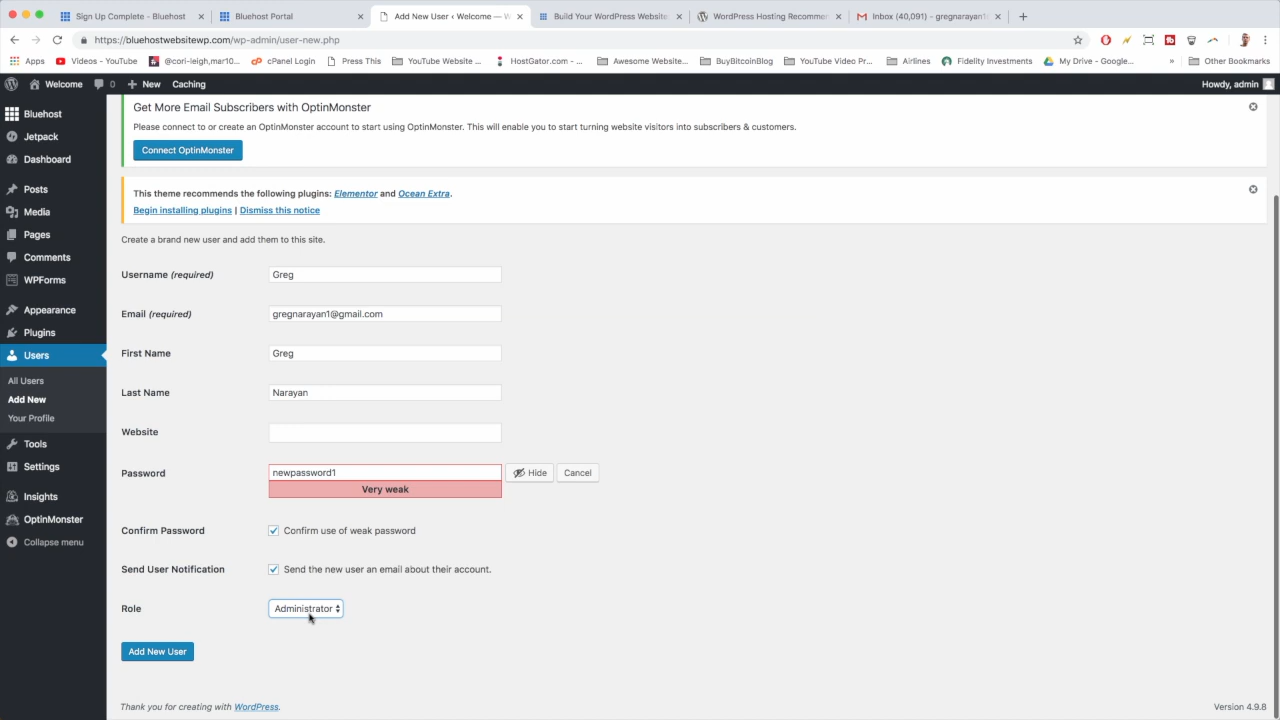 Sign Up Complete - Bluehost
Bluehost Portal
Add New User ‹ Welcome — W
Build Your WordPress Website
WordPress Hosting Recommen
Inbox (40,091) - gregnarayan1
https://bluehostwebsitewp.com/wp-admin/user-new.php
Apps
Videos - YouTube
@cori-leigh,mar10...
cPanel Login
Press This
YouTube Website ...
HostGator.com - ...
Awesome Website...
BuyBitcoinBlog
YouTube Video Pr...
Airlines
Fidelity Investments
My Drive - Google...
»
Other Bookmarks
Welcome
0
New
Caching
Howdy, admin
Bluehost
Jetpack
Dashboard
Posts
Media
Pages
Comments
WPForms
Appearance
Plugins
Users
All Users
Add New
Your Profile
Tools
Settings
Insights
OptinMonster
Collapse menu
Get More Email Subscribers with OptinMonster
Please connect to or create an OptinMonster account to start using OptinMonster. This will enable you to start turning website visitors into subscribers & customers.
Connect OptinMonster
This theme recommends the following plugins: Elementor and Ocean Extra.
Begin installing plugins | Dismiss this notice
Create a brand new user and add them to this site.
Username (required)
Greg
Email (required)
gregnarayan1@gmail.com
First Name
Greg
Last Name
Narayan
Website
Password
newpassword1
Hide
Cancel
Very weak
Confirm Password
Confirm use of weak password
Send User Notification
Send the new user an email about their account.
Role
Administrator
Add New User
Thank you for creating with WordPress.
Version 4.9.8